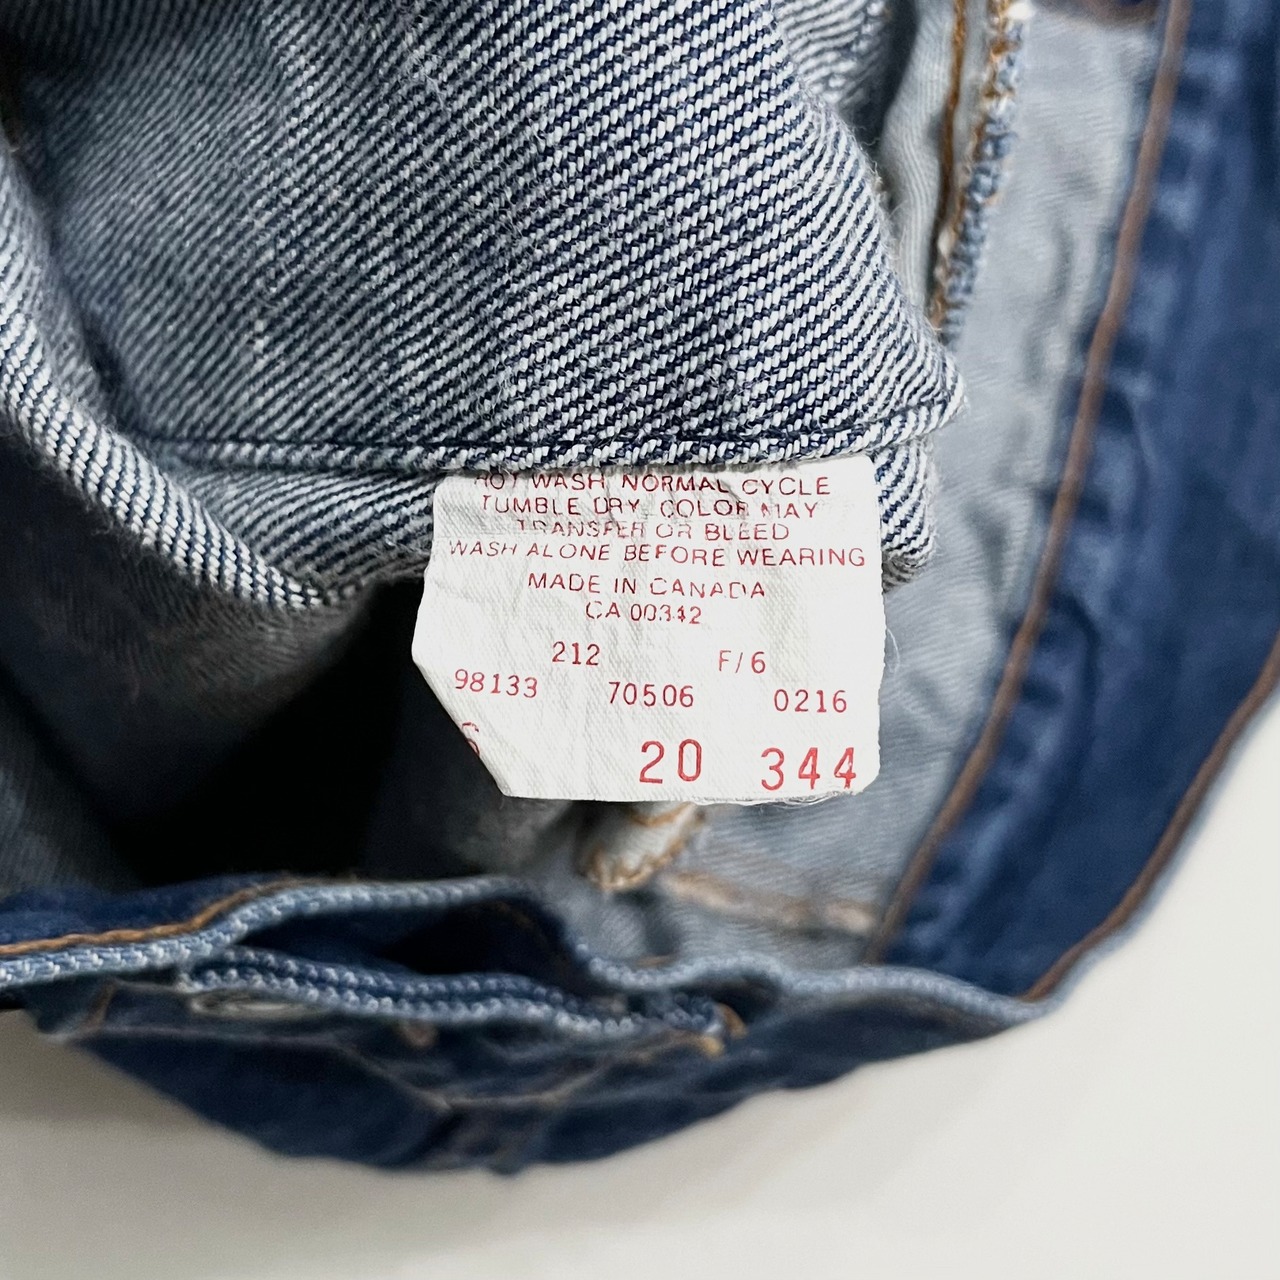 HOT WASH NORMAL CYCLE
TUMBLE DRY COLOR MAY
TRANSFER OR BLEED
WASH ALONE BEFORE WEARING
MADE IN CANADA
CA 00342
212 F/6
98133 70506 0216
6 20 344